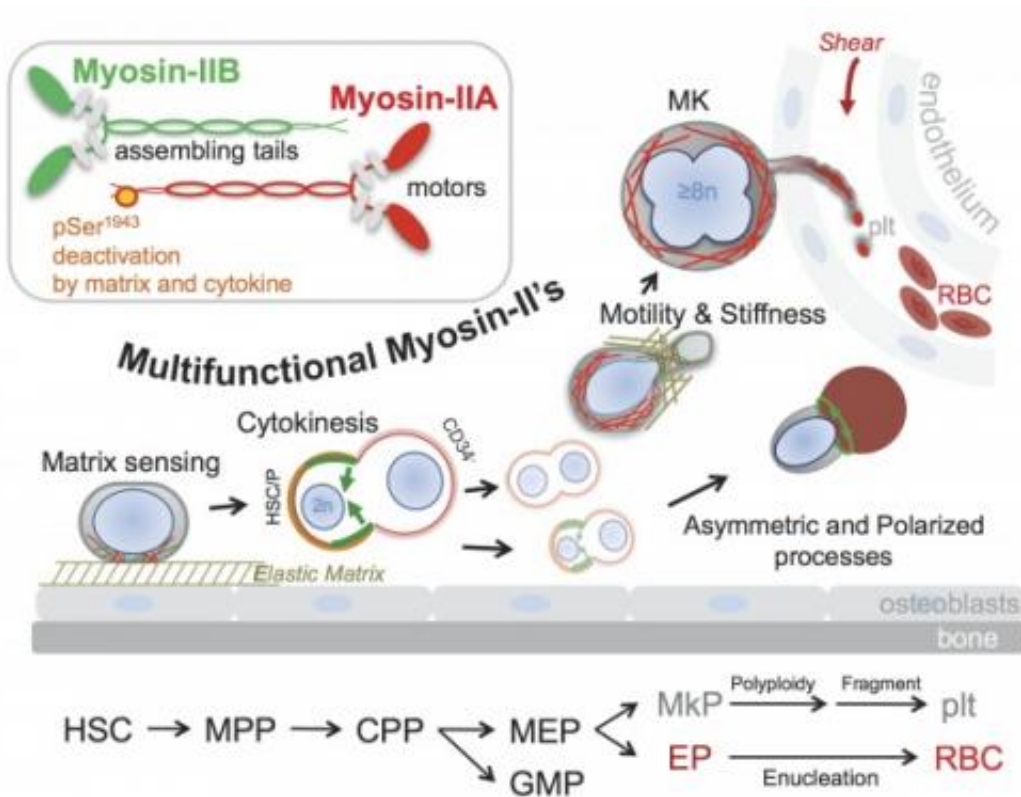 Myosin-IIB
Myosin-IIA
assembling tails
motors
pSer1943
deactivation
by matrix and cytokine
Shear
endothelium
MK
≥8n
plt
RBC
Multifunctional Myosin-II's
Motility & Stiffness
Cytokinesis
CD34-
Matrix sensing
HSC/P
2n
Asymmetric and Polarized
processes
Elastic Matrix
osteoblasts
bone
HSC → MPP → CPP → MEP → MkP Polyploidy → Fragment → plt
EP Enucleation → RBC
GMP